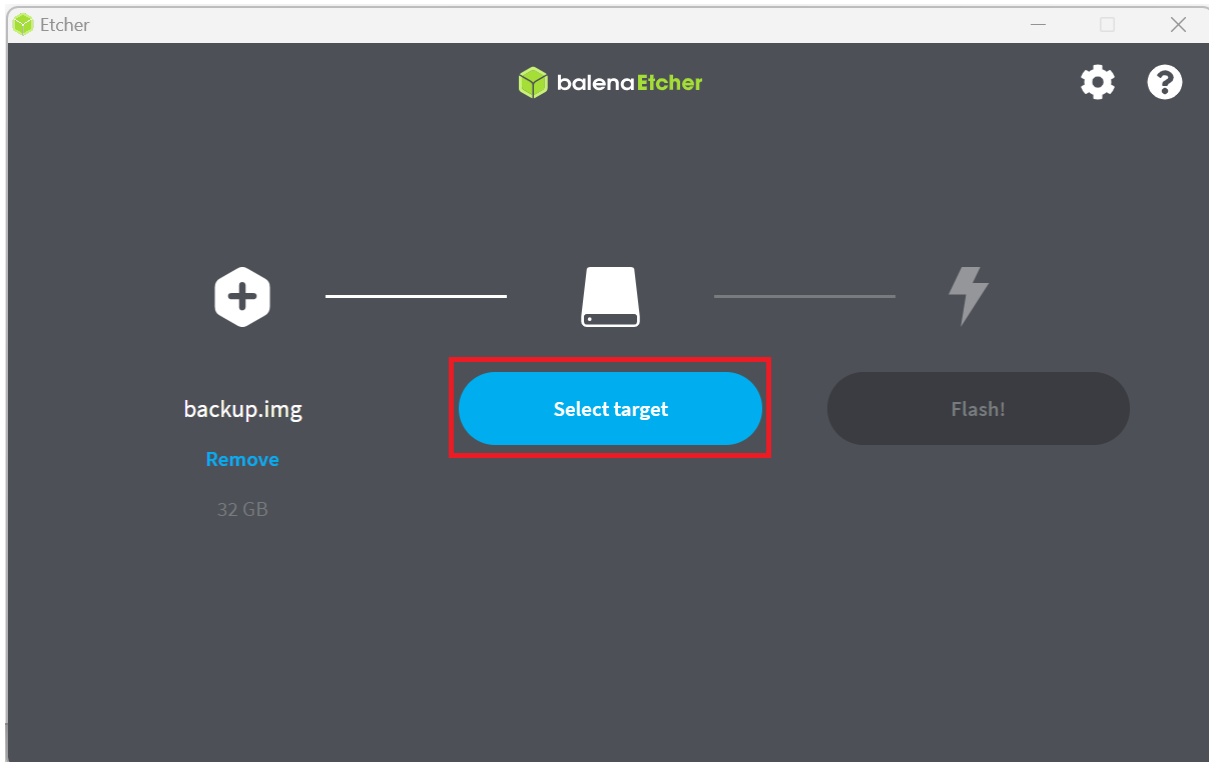 Etcher
balenaEtcher
backup.img
Select target
Flash!
Remove
32 GB